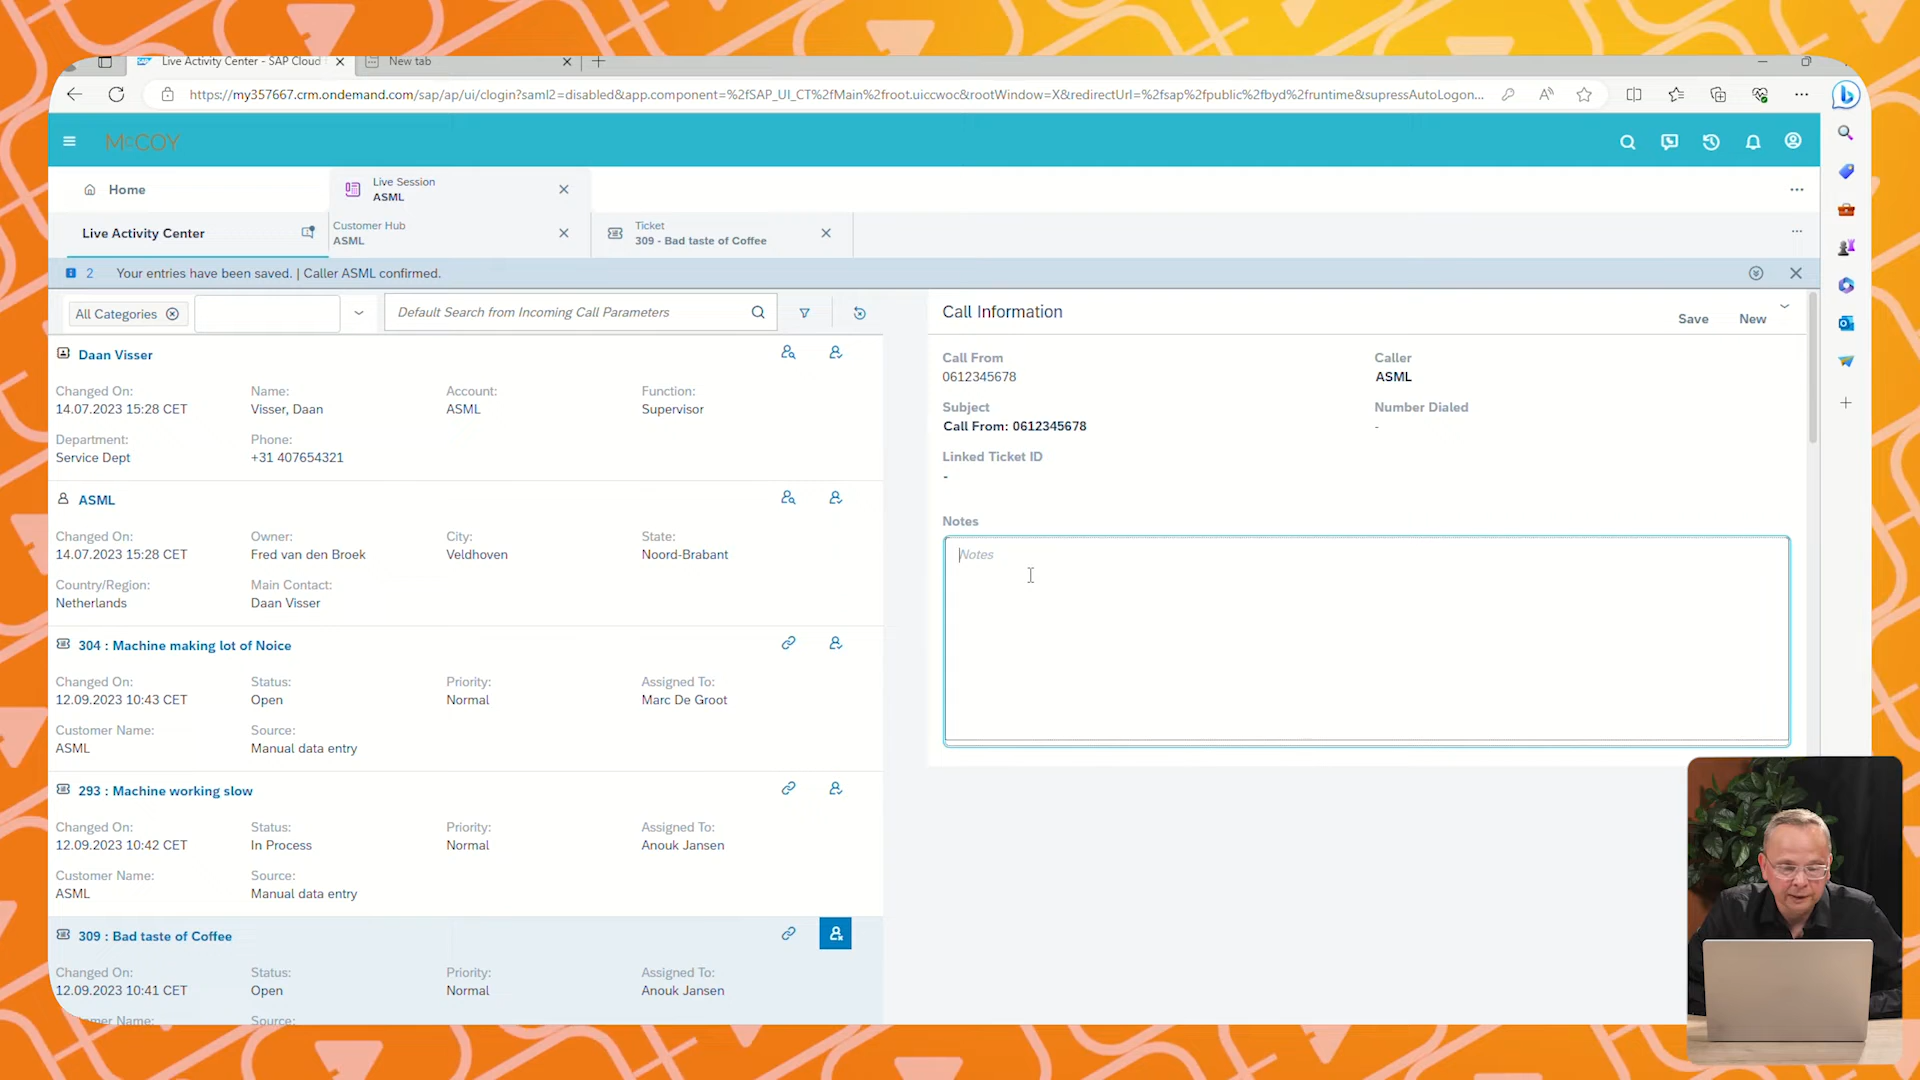 Live Activity Center - SAP Cloud
New tab
https://my357667.crm.ondemand.com/sap/ap/ui/clogin?saml2=disabled&app.component=%2fSAP_UI_CT%2fMain%2froot.uiccwoc&rootWindow=X&redirectUrl=%2fsap%2fpublic%2fbyd%2fruntime&supressAutoLogon...
McCOY
Home
Live Session
ASML
Live Activity Center
Customer Hub
ASML
Ticket
309 - Bad taste of Coffee
2 Your entries have been saved. | Caller ASML confirmed.
All Categories
Default Search from Incoming Call Parameters
Daan Visser
Changed On: Name: Account: Function:
14.07.2023 15:28 CET Visser, Daan ASML Supervisor
Department: Phone:
Service Dept +31 407654321
ASML
Changed On: Owner: City: State:
14.07.2023 15:28 CET Fred van den Broek Veldhoven Noord-Brabant
Country/Region: Main Contact:
Netherlands Daan Visser
304 : Machine making lot of Noice
Changed On: Status: Priority: Assigned To:
12.09.2023 10:43 CET Open Normal Marc De Groot
Customer Name: Source:
ASML Manual data entry
293 : Machine working slow
Changed On: Status: Priority: Assigned To:
12.09.2023 10:42 CET In Process Normal Anouk Jansen
Customer Name: Source:
ASML Manual data entry
309 : Bad taste of Coffee
Changed On: Status: Priority: Assigned To:
12.09.2023 10:41 CET Open Normal Anouk Jansen
Name: Source:
Call Information
Save New
Call From Caller
0612345678 ASML
Subject Number Dialed
Call From: 0612345678 -
Linked Ticket ID
-
Notes
Notes